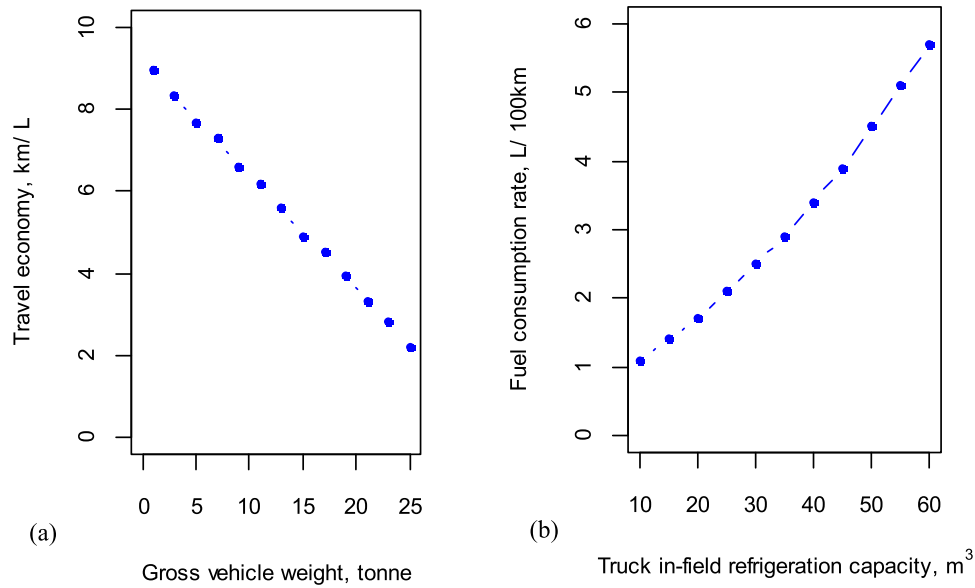 Travel economy, km/ L
10
8
6
4
2
0
0 5 10 15 20 25
(a)
Gross vehicle weight, tonne
Fuel consumption rate, L/ 100km
6
5
4
3
2
1
0
10 20 30 40 50 60
(b)
Truck in-field refrigeration capacity, m³